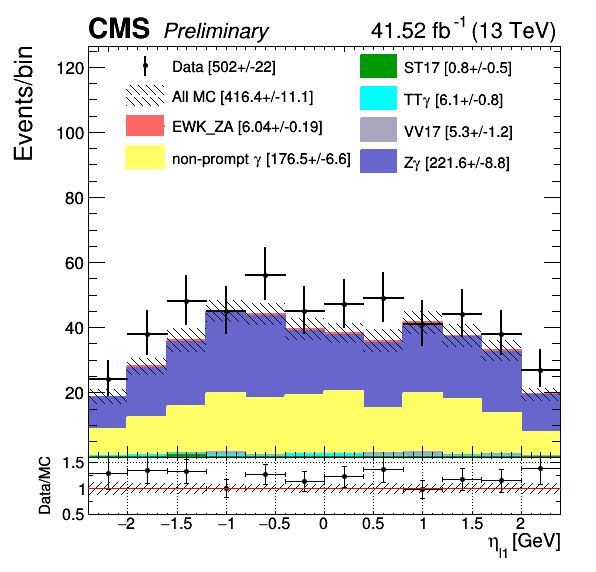 CMS Preliminary 41.52 fb⁻¹ (13 TeV)
Events/bin
120
100
80
60
40
20
Data [502+/-22]
All MC [416.4+/-11.1]
EWK_ZA [6.04+/-0.19]
non-prompt γ [176.5+/-6.6]
ST17 [0.8+/-0.5]
TTγ [6.1+/-0.8]
VV17 [5.3+/-1.2]
Zγ [221.6+/-8.8]
Data/MC
1.5
1
0.5
−2 −1.5 −1 −0.5 0 0.5 1 1.5 2
η_l1 [GeV]